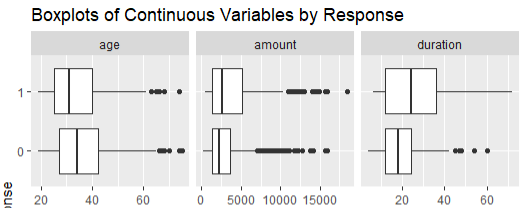 Boxplots of Continuous Variables by Response
age amount duration
1
0
20 40 60 0 5000 10000 15000 20 40 60